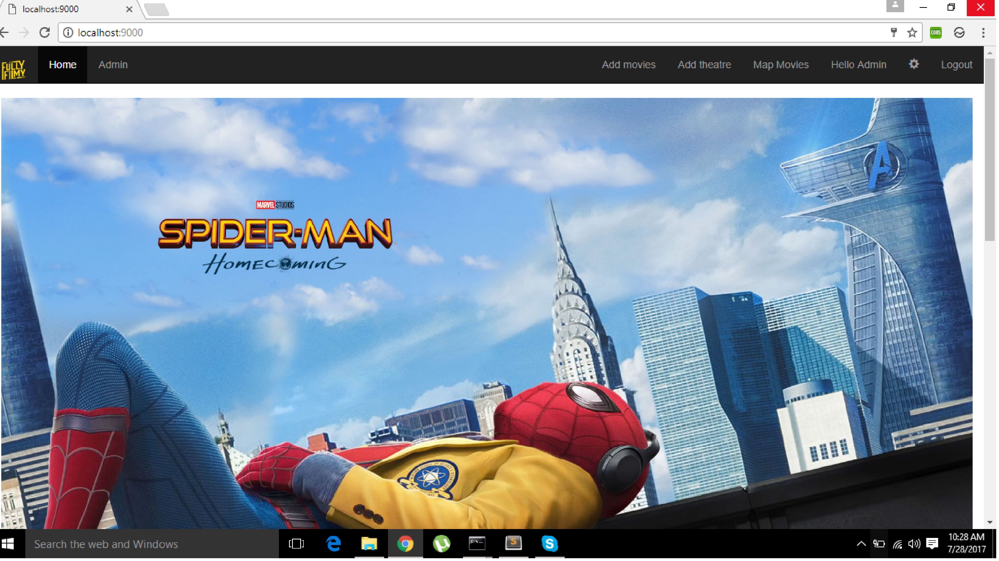 localhost:9000
localhost:9000
CORS
FULLY
FILMY
Home
Admin
Add movies
Add theatre
Map Movies
Hello Admin
Logout
A
MARVEL STUDIOS
SPIDER-MAN
HOMECOMING
Search the web and Windows
10:28 AM
7/28/2017